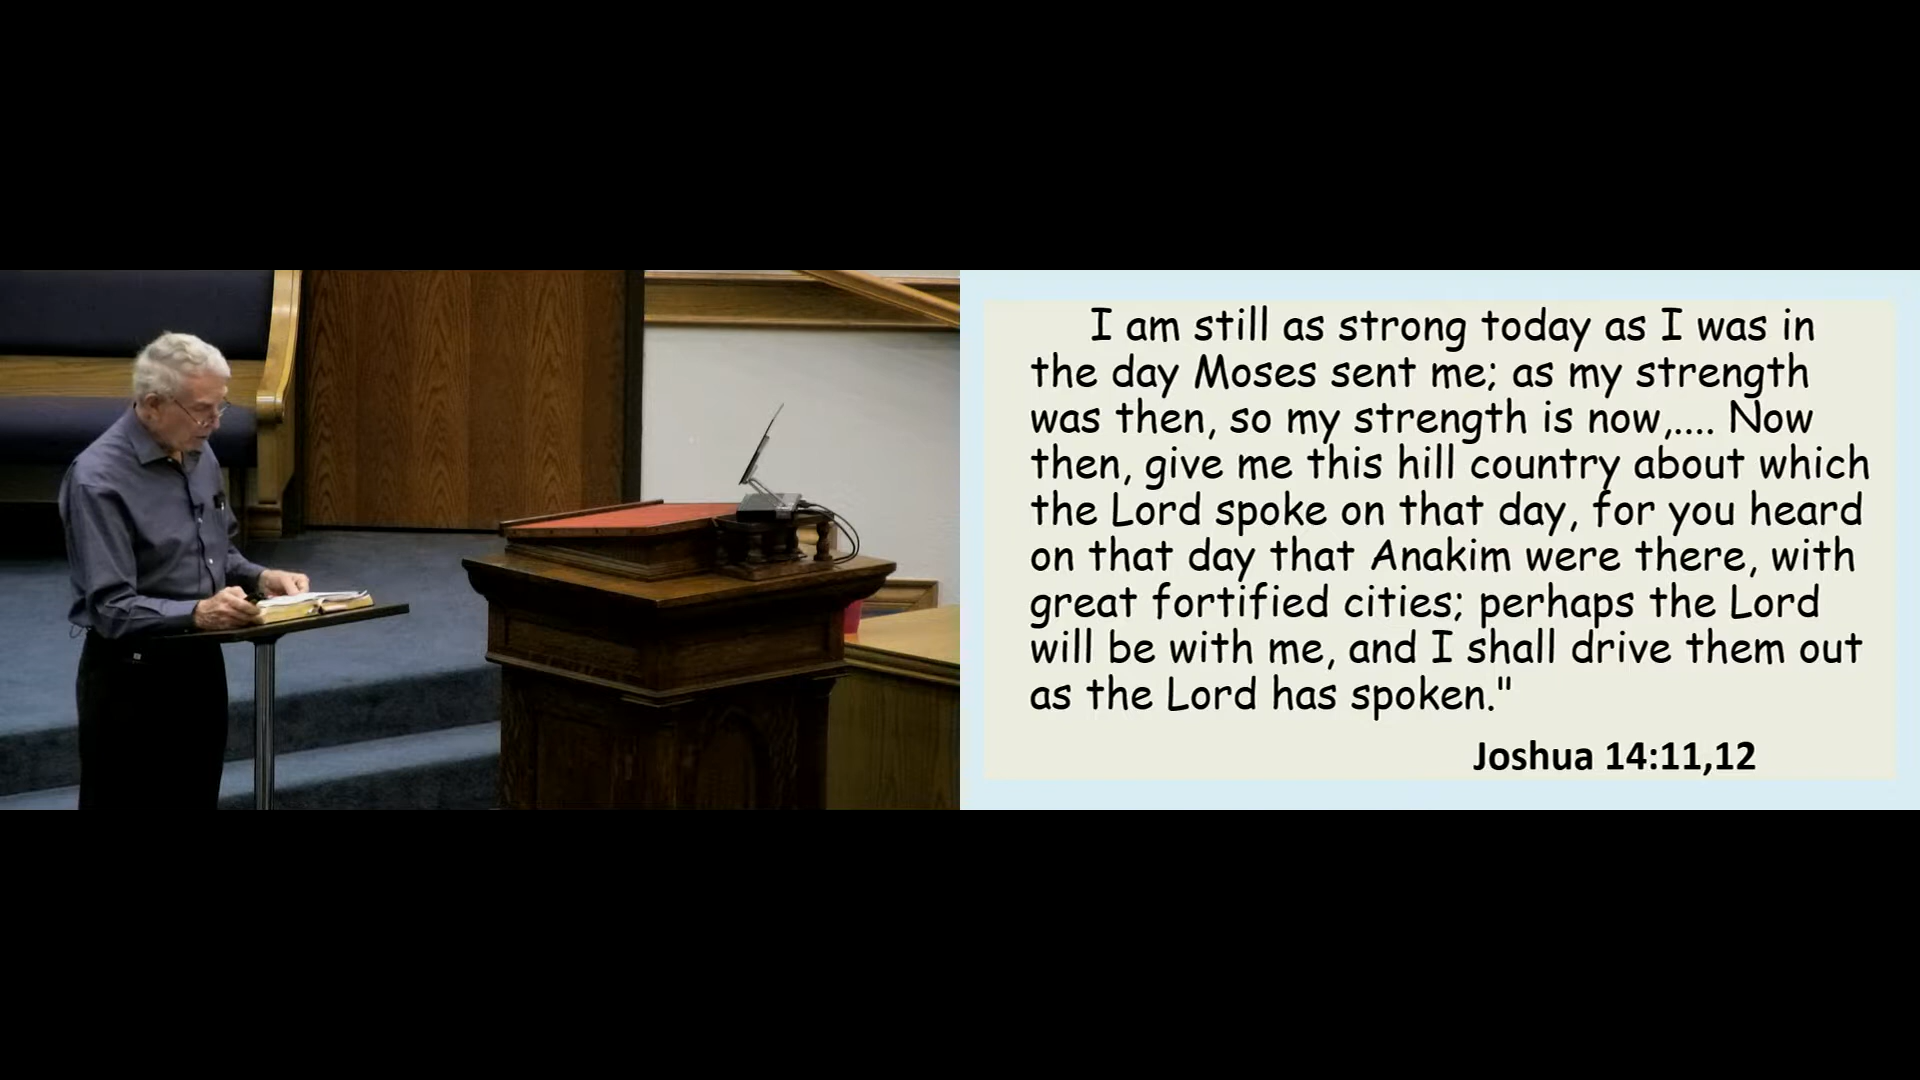 I am still as strong today as I was in
the day Moses sent me; as my strength
was then, so my strength is now,.... Now
then, give me this hill country about which
the Lord spoke on that day, for you heard
on that day that Anakim were there, with
great fortified cities; perhaps the Lord
will be with me, and I shall drive them out
as the Lord has spoken."
Joshua 14:11,12